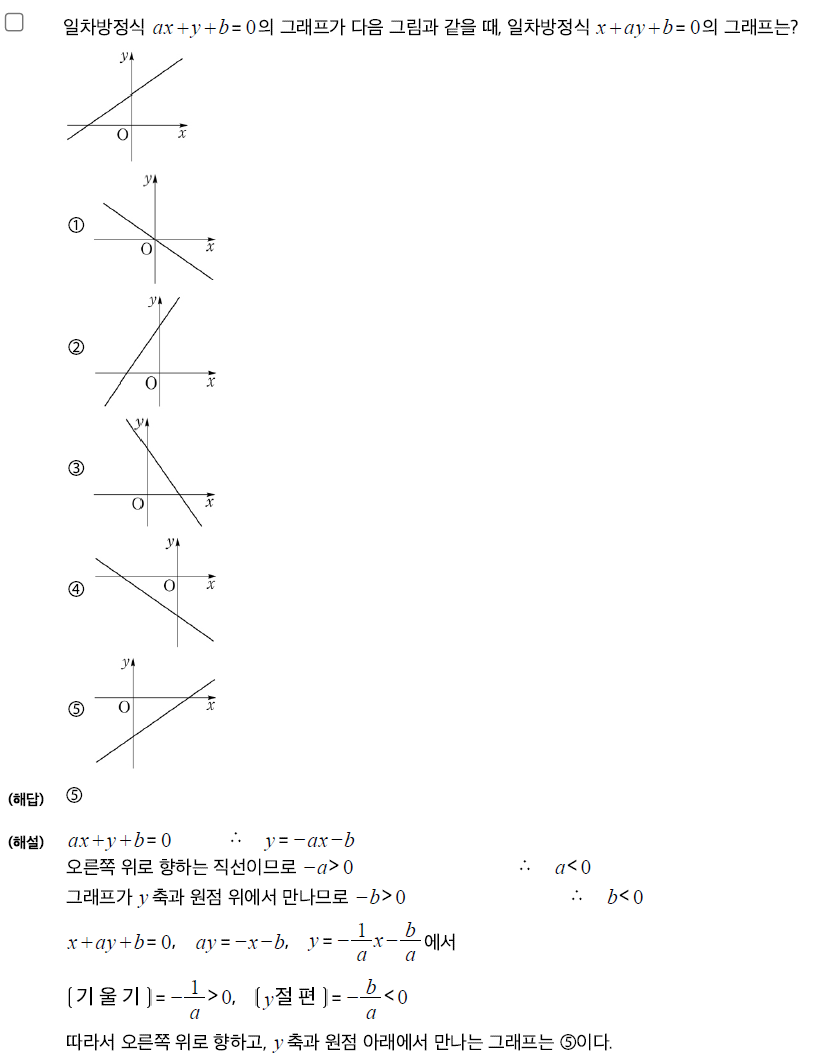 일차방정식 ax+y+b=0의 그래프가 다음 그림과 같을 때, 일차방정식 x+ay+b=0의 그래프는?
y
O x
y
①
O x
y
②
O x
y
③
O x
y
④
O x
y
⑤
O x
(해답) ⑤
(해설) ax+y+b=0 ∴ y=-ax-b
오른쪽 위로 향하는 직선이므로 -a>0 ∴ a<0
그래프가 y축과 원점 위에서 만나므로 -b>0 ∴ b<0
x+ay+b=0, ay=-x-b, y=-1/a x-b/a에서
(기울기)=-1/a>0, (y절편)=-b/a<0
따라서 오른쪽 위로 향하고, y축과 원점 아래에서 만나는 그래프는 ⑤이다.